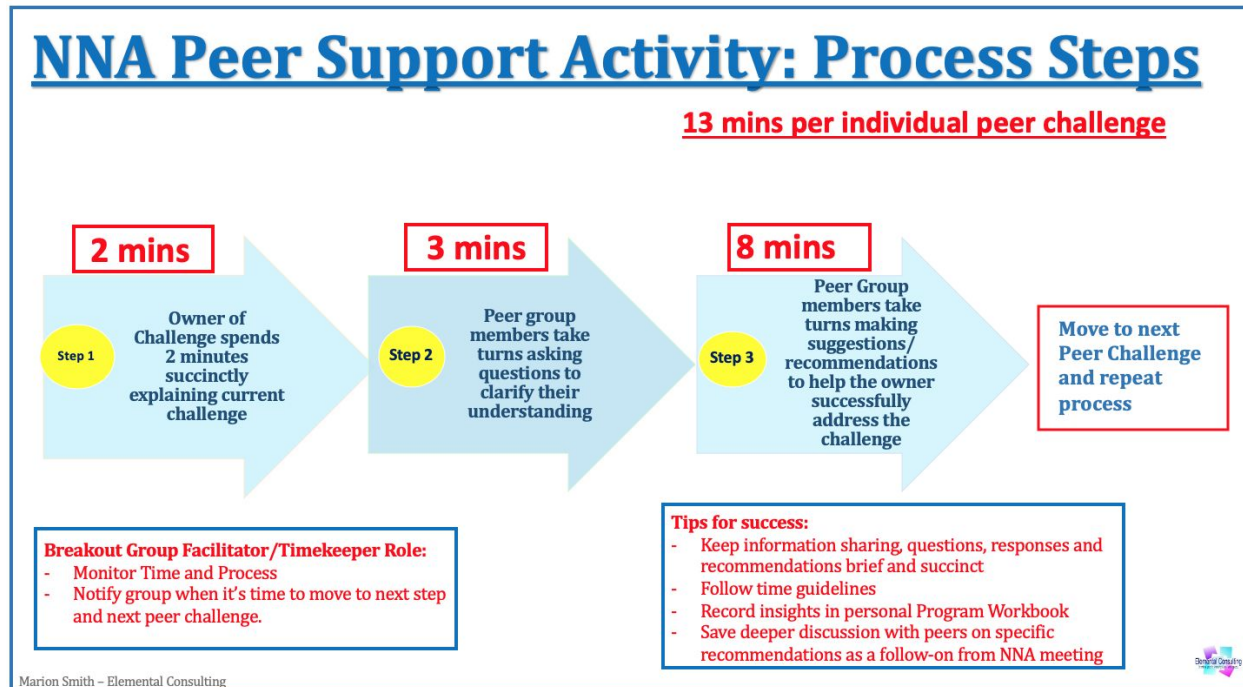 NNA Peer Support Activity: Process Steps
13 mins per individual peer challenge
2 mins
Step 1
Owner of
Challenge spends
2 minutes
succinctly
explaining current
challenge
3 mins
Step 2
Peer group
members take
turns asking
questions to
clarify their
understanding
8 mins
Step 3
Peer Group
members take
turns making
suggestions/
recommendations
to help the owner
successfully
address the
challenge
Move to next
Peer Challenge
and repeat
process
Breakout Group Facilitator/Timekeeper Role:
- Monitor Time and Process
- Notify group when it’s time to move to next step
and next peer challenge.
Tips for success:
- Keep information sharing, questions, responses and
recommendations brief and succinct
- Follow time guidelines
- Record insights in personal Program Workbook
- Save deeper discussion with peers on specific
recommendations as a follow-on from NNA meeting
Marion Smith – Elemental Consulting
Elemental Consulting